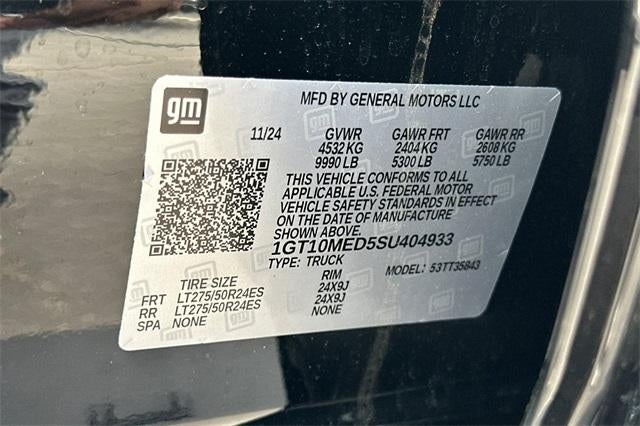 gm
MFD BY GENERAL MOTORS LLC
11/24 GVWR GAWR FRT GAWR RR
4532 KG 2404 KG 2608 KG
9990 LB 5300 LB 5750 LB
THIS VEHICLE CONFORMS TO ALL
APPLICABLE U.S. FEDERAL MOTOR
VEHICLE SAFETY STANDARDS IN EFFECT
ON THE DATE OF MANUFACTURE
SHOWN ABOVE.
1GT10MED5SU404933
TYPE: TRUCK MODEL: 53TT35843
TIRE SIZE RIM
FRT LT275/50R24ES 24X9J
RR LT275/50R24ES 24X9J
SPA NONE NONE